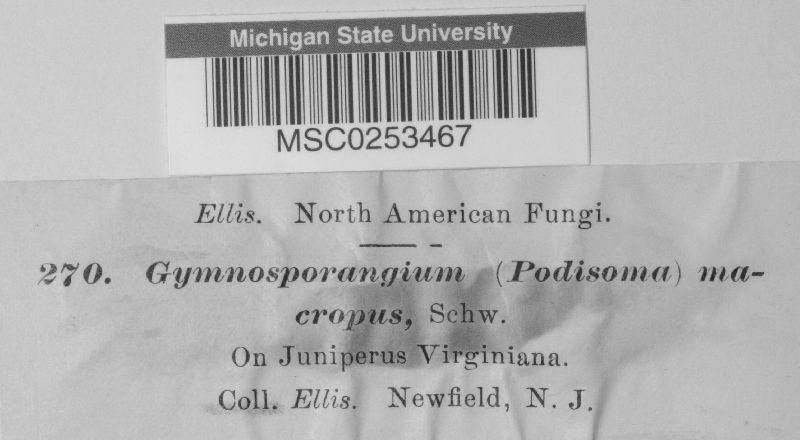 Michigan State University
MSC0253467
Ellis. North American Fungi.
270. Gymnosporangium (Podisoma) ma-
cropus, Schw.
On Juniperus Virginiana.
Coll. Ellis. Newfield, N. J.